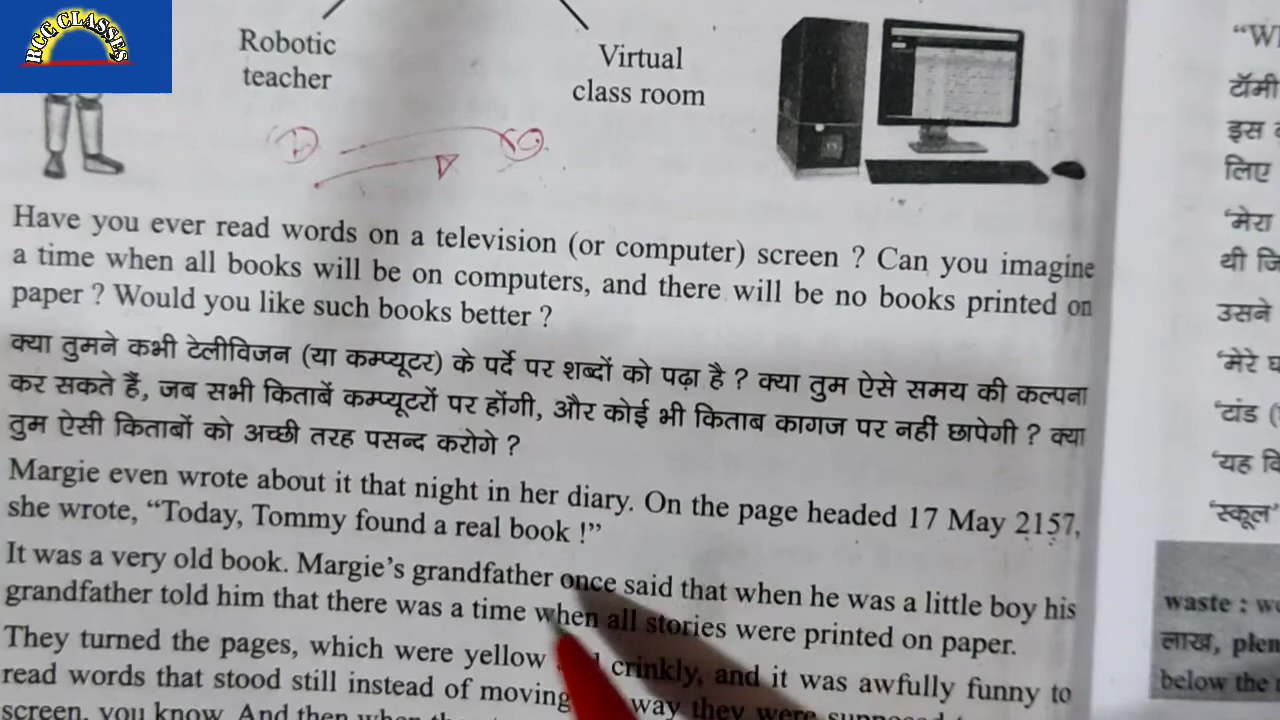 RCC CLASSES
Robotic
teacher
Virtual
class room
Have you ever read words on a television (or computer) screen ? Can you imagine
a time when all books will be on computers, and there will be no books printed on
paper ? Would you like such books better ?
क्या तुमने कभी टेलीविजन (या कम्प्यूटर) के पर्दे पर शब्दों को पढ़ा है ? क्या तुम ऐसे समय की कल्पना
कर सकते हैं, जब सभी किताबें कम्प्यूटरों पर होंगी, और कोई भी किताब कागज पर नहीं छापेगी ? क्या
तुम ऐसी किताबों को अच्छी तरह पसन्द करोगे ?
Margie even wrote about it that night in her diary. On the page headed 17 May 2157,
she wrote, “Today, Tommy found a real book !”
It was a very old book. Margie’s grandfather once said that when he was a little boy his
grandfather told him that there was a time when all stories were printed on paper.
They turned the pages, which were yellow crinkly, and it was awfully funny to
read words that stood still instead of moving way they were
screen, you know. And then when
टॉमी
इस
लिए
‘मेरा
थी
उसने
‘मेरे
‘टांड
‘यह
‘स्कूल’
waste :
लाख,
below the